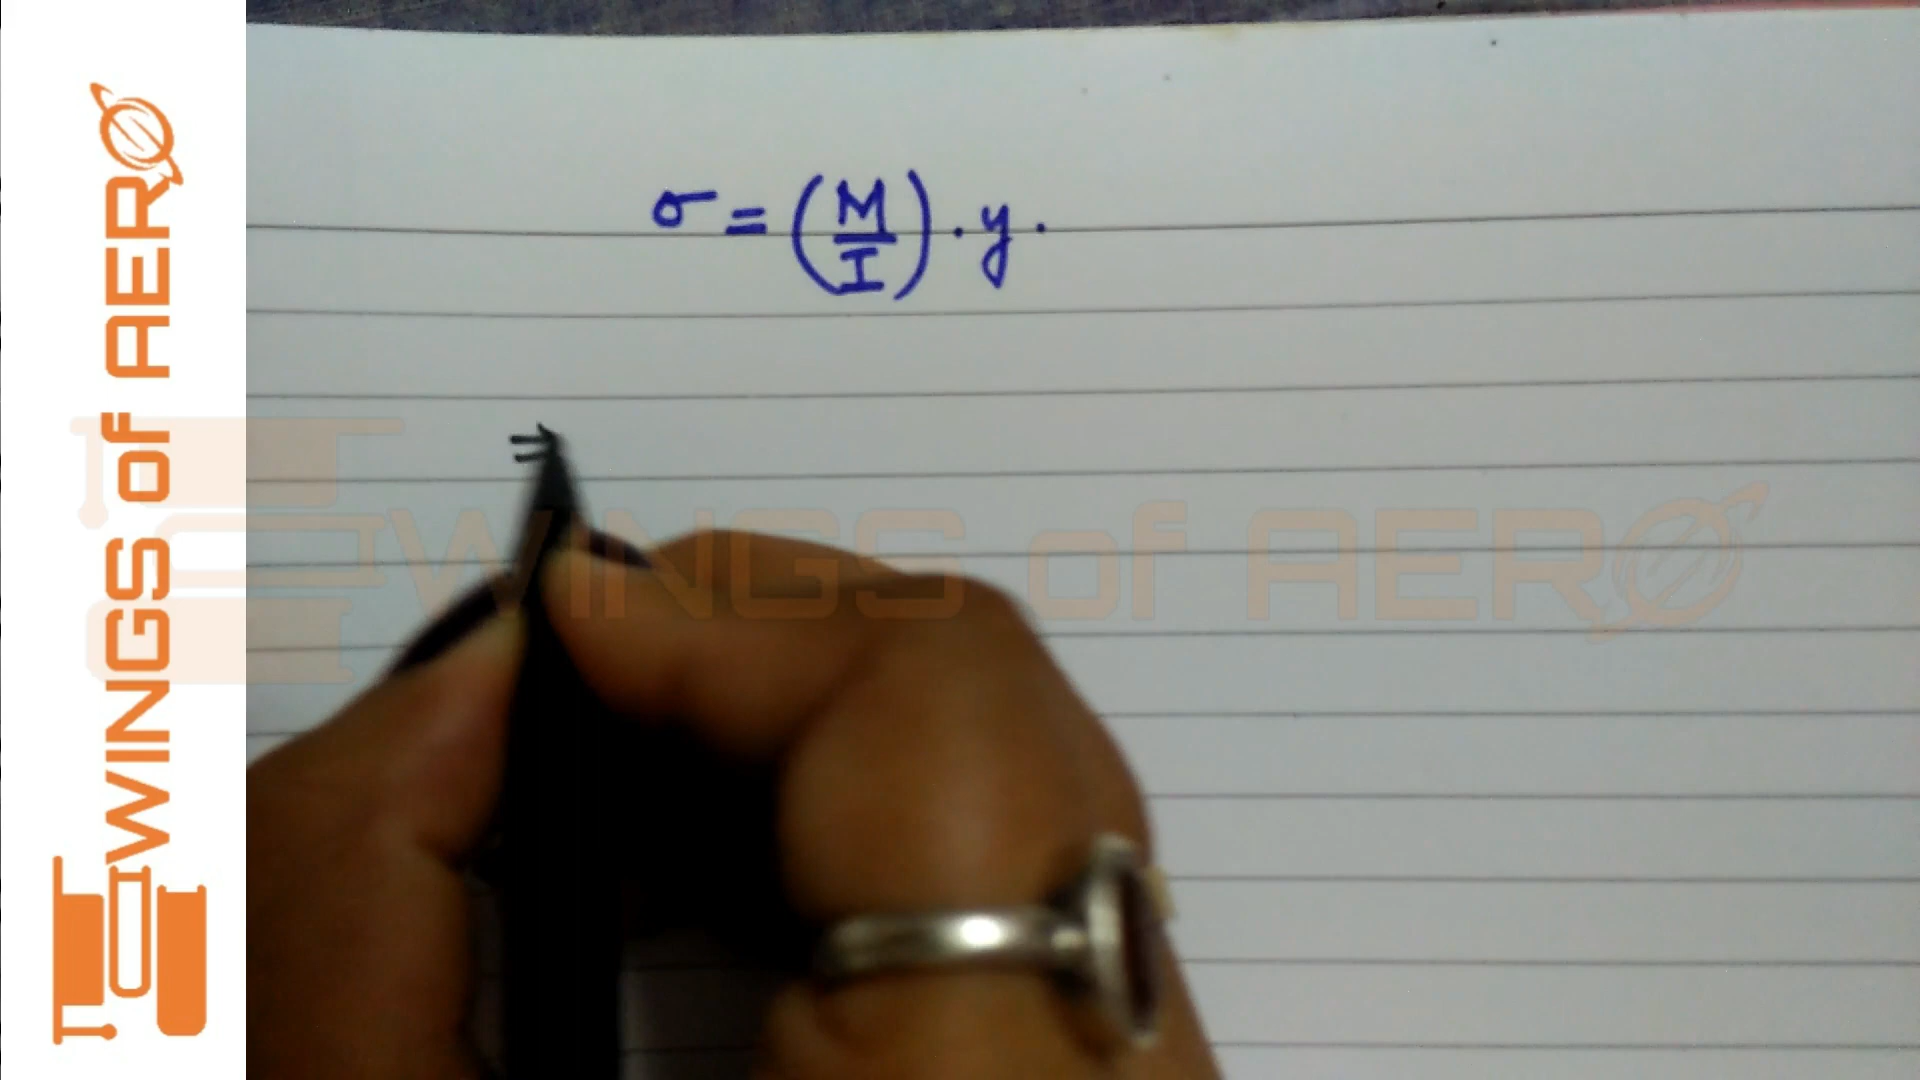 WINGS of AERO
σ = (M/I) · y ·
⇒
WINGS of AERO